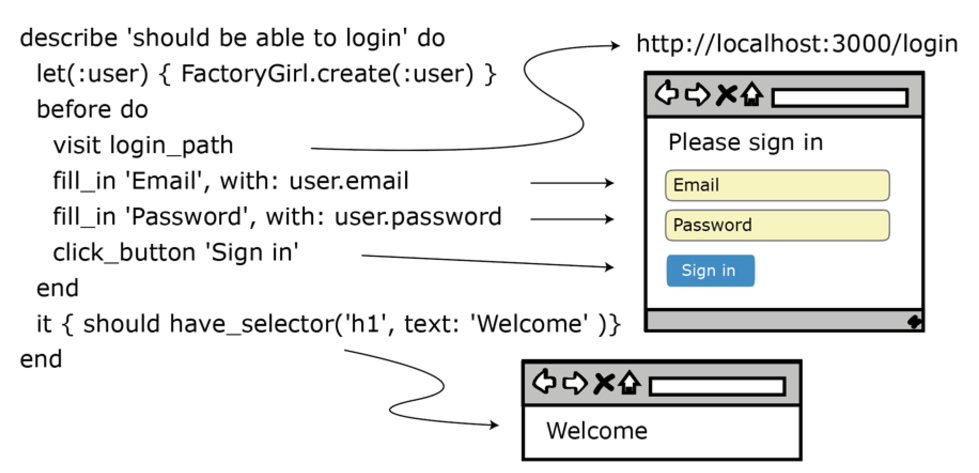 describe 'should be able to login' do
let(:user) { FactoryGirl.create(:user) }
before do
visit login_path
fill_in 'Email', with: user.email
fill_in 'Password', with: user.password
click_button 'Sign in'
end
it { should have_selector('h1', text: 'Welcome' )}
end
http://localhost:3000/login
Please sign in
Email
Password
Sign in
Welcome